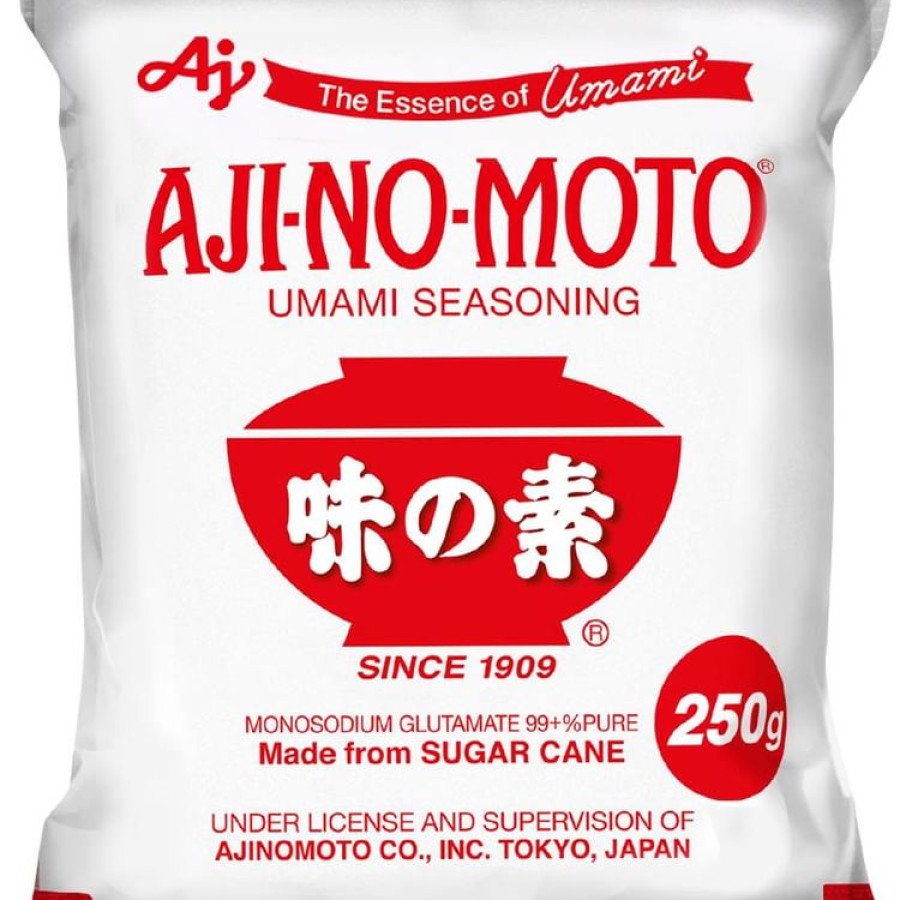 Aj The Essence of Umami
AJI-NO-MOTO®
UMAMI SEASONING
味の素
®
SINCE 1909
MONOSODIUM GLUTAMATE 99+%PURE
Made from SUGAR CANE
250g
UNDER LICENSE AND SUPERVISION OF
AJINOMOTO CO., INC. TOKYO, JAPAN